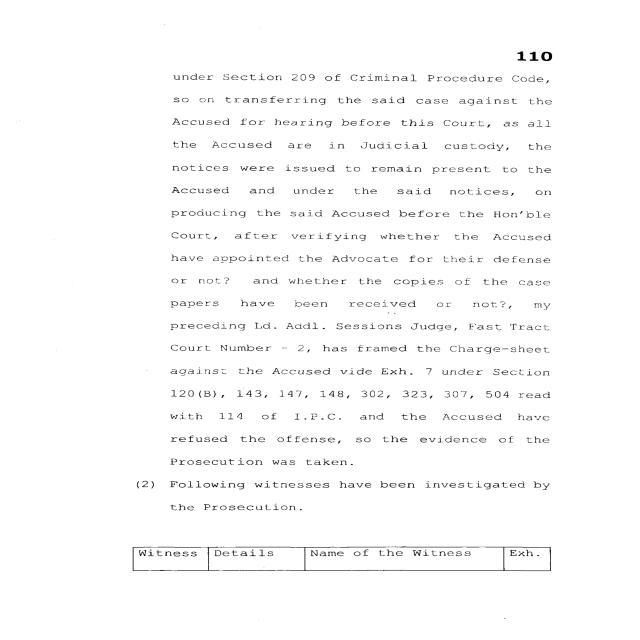 110
under Section 209 of Criminal Procedure Code,
so on transferring the said case against the
Accused for hearing before this Court, as all
the Accused are in Judicial custody, the
notices were issued to remain present to the
Accused and under the said notices, on
producing the said Accused before the Hon'ble
Court, after verifying whether the Accused
have appointed the Advocate for their defense
or not? and whether the copies of the case
papers have been received or not?, my
preceding Ld. Addl. Sessions Judge, Fast Tract
Court Number - 2, has framed the Charge-sheet
against the Accused vide Exh. 7 under Section
120(B), 143, 147, 148, 302, 323, 307, 504 read
with 114 of I.P.C. and the Accused have
refused the offense, so the evidence of the
Prosecution was taken.
(2) Following witnesses have been investigated by
the Prosecution.
Witness Details Name of the Witness Exh.